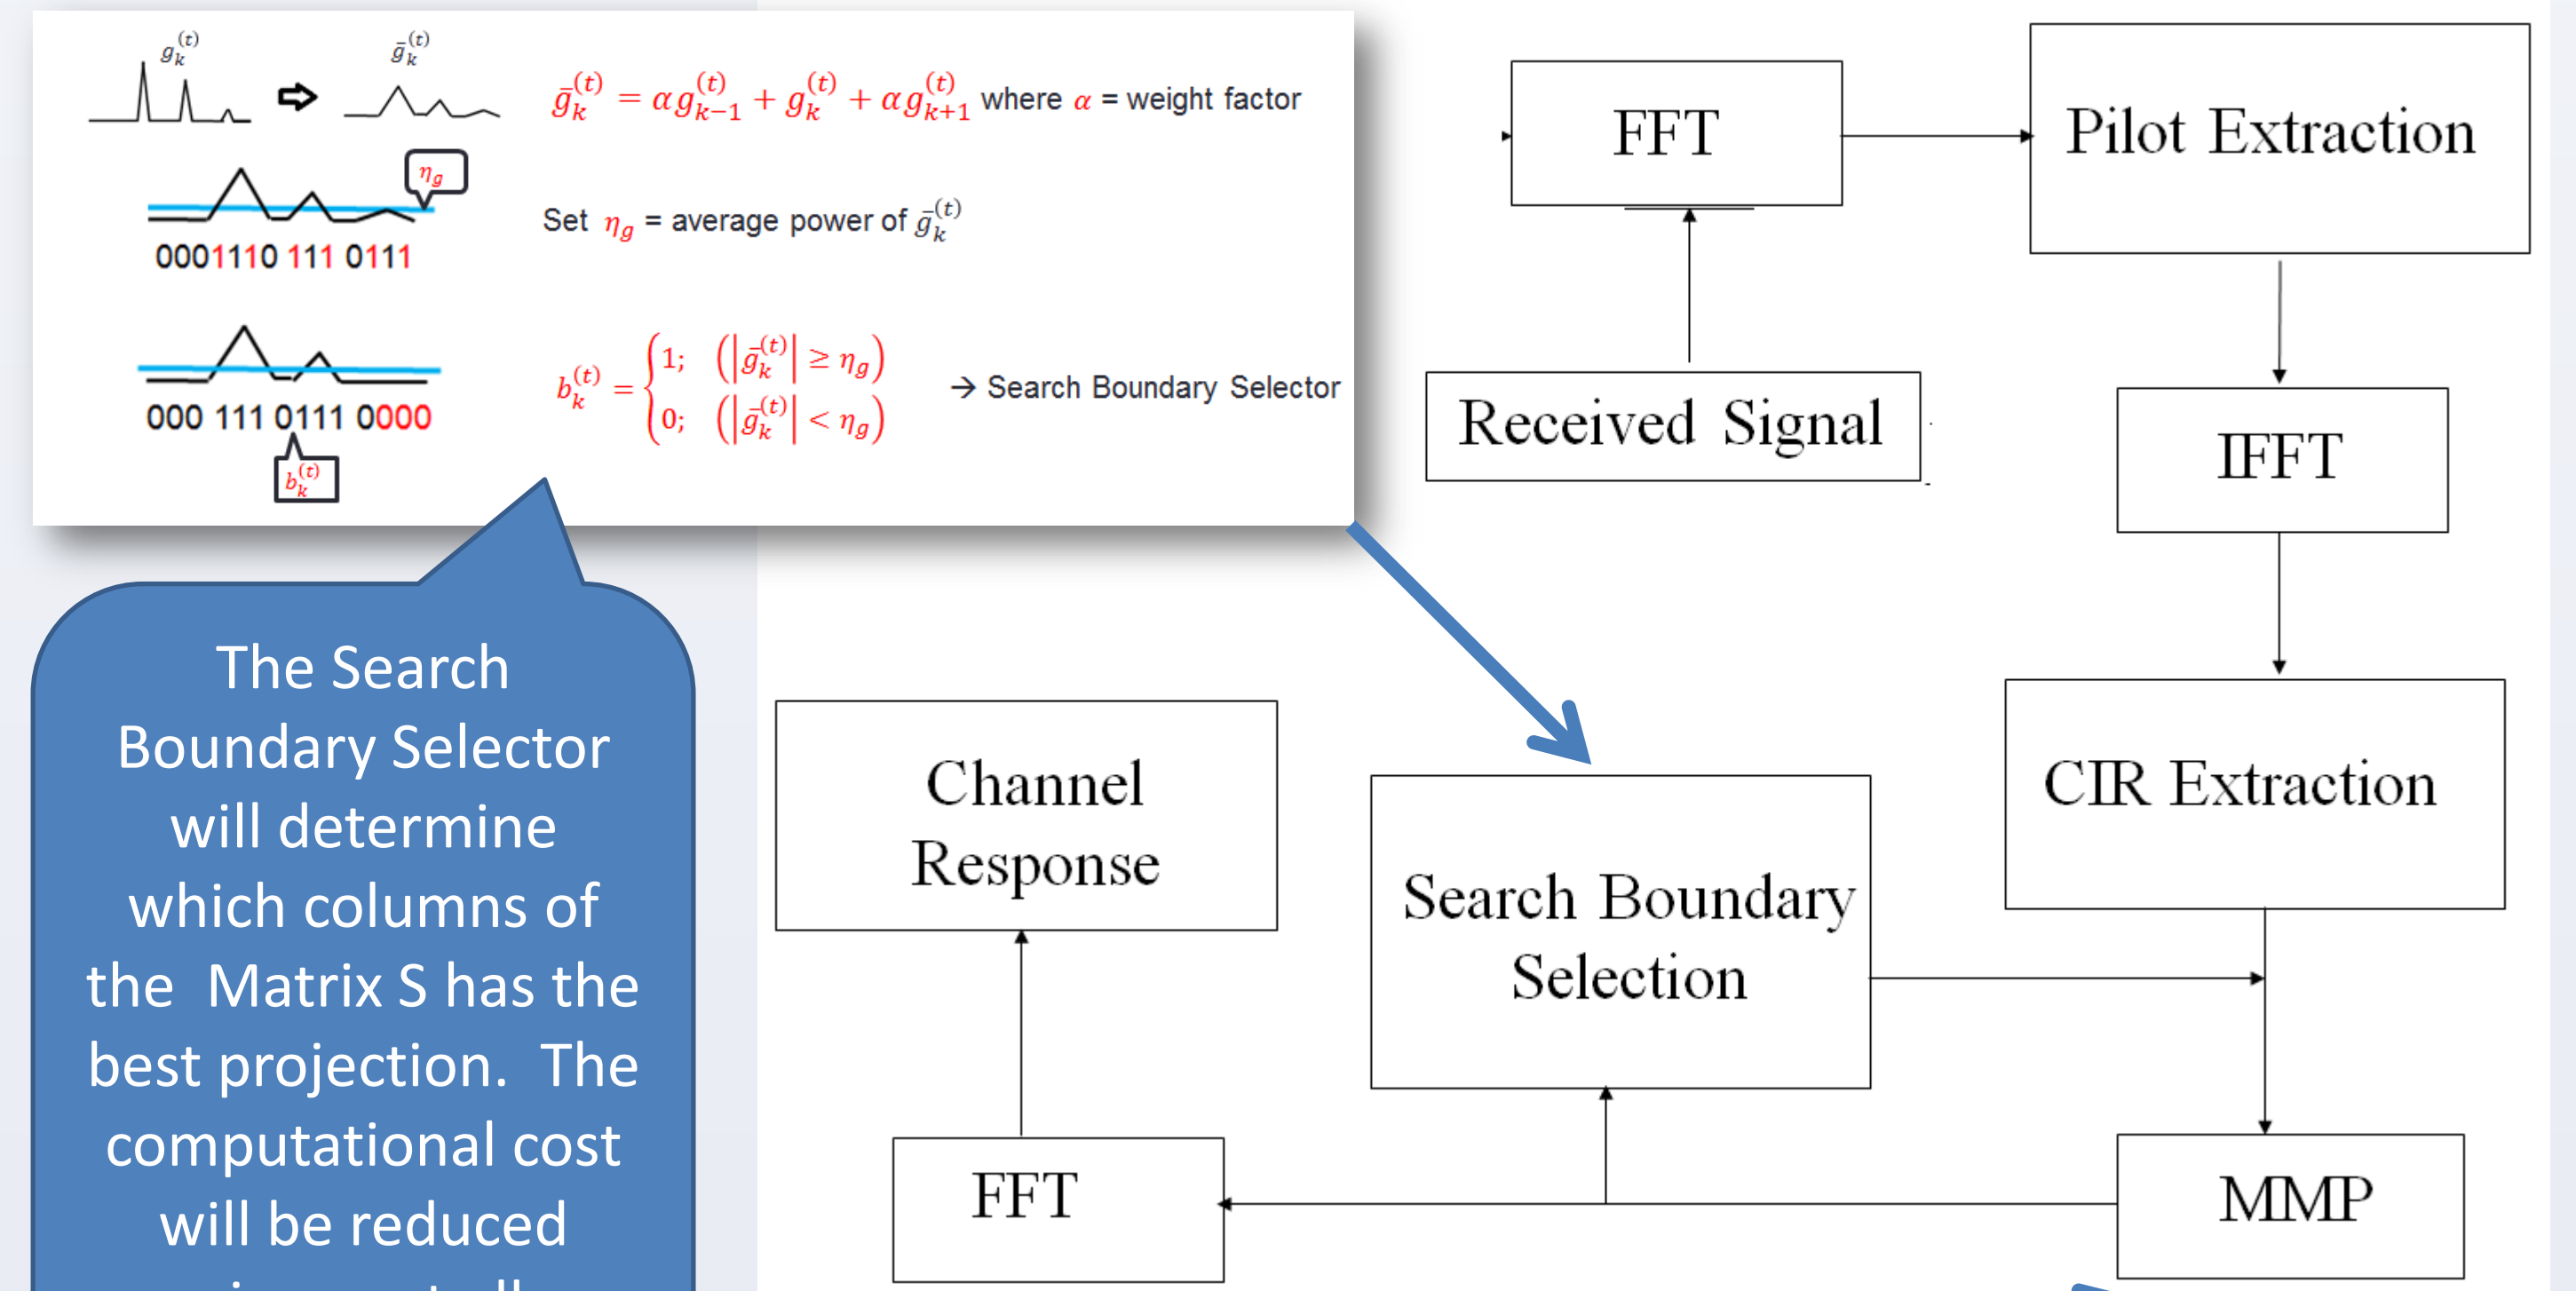 g_k^(t)
ḡ_k^(t)
ḡ_k^(t) = αg_{k−1}^(t) + g_k^(t) + αg_{k+1}^(t) where α = weight factor
η_g
Set η_g = average power of ḡ_k^(t)
0001110 111 0111
b_k^(t) = { 1; (|ḡ_k^(t)| ≥ η_g)
0; (|ḡ_k^(t)| < η_g)
→ Search Boundary Selector
000 111 0111 0000
b_k^(t)
The Search
Boundary Selector
will determine
which columns of
the Matrix S has the
best projection. The
computational cost
will be reduced
FFT
Pilot Extraction
Received Signal
IFFT
CIR Extraction
Channel
Response
Search Boundary
Selection
FFT
MMP